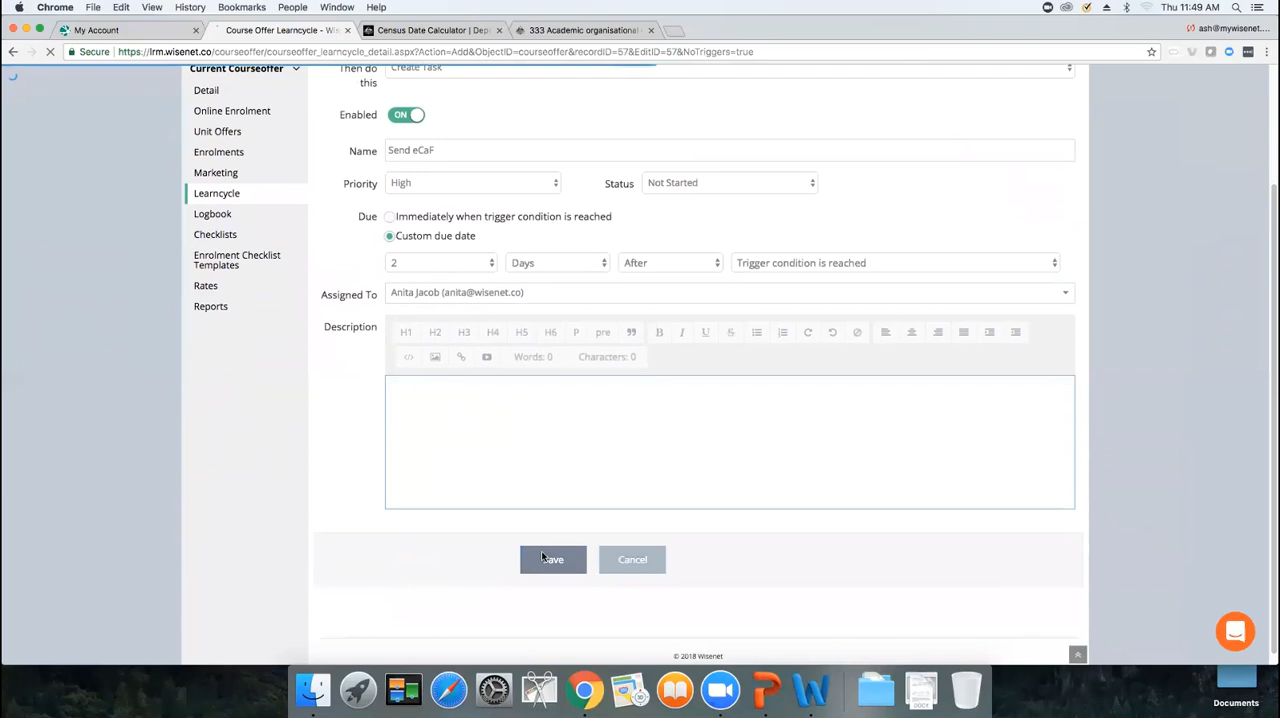 Chrome File Edit View History Bookmarks People Window Help Thu 11:49 AM
My Account × Course Offer Learncycle - Wis × Census Date Calculator | Depa × 333 Academic organisational × ash@mywisenet....
Secure https://lrm.wisenet.co/courseoffer/courseoffer_learncycle_detail.aspx?Action=Add&ObjectID=courseoffer&recordID=57&EditID=57&NoTriggers=true
Current Courseoffer
Detail
Online Enrolment
Unit Offers
Enrolments
Marketing
Learncycle
Logbook
Checklists
Enrolment Checklist
Templates
Rates
Reports
Then do
this
Create Task
Enabled ON
Name Send eCaF
Priority High Status Not Started
Due Immediately when trigger condition is reached
Custom due date
2 Days After Trigger condition is reached
Assigned To Anita Jacob (anita@wisenet.co)
Description H1 H2 H3 H4 H5 H6 P pre B I U S
Words: 0 Characters: 0
Save Cancel
© 2018 Wisenet
30
DOCX
Documents